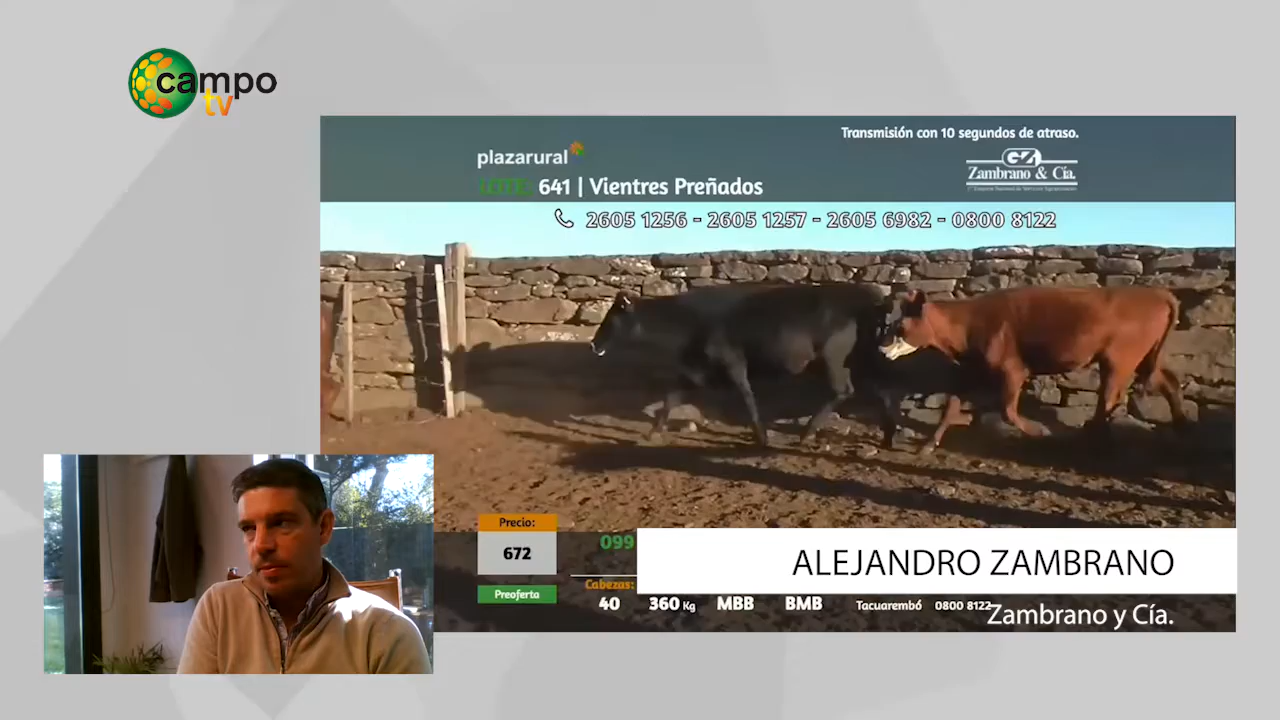 campo
tv
Transmisión con 10 segundos de atraso.
plazarural
GZ
Zambrano & Cía.
LOTE: 641 | Vientres Preñados
2605 1256 - 2605 1257 - 2605 6982 - 0800 8122
Precio:
672
Preoferta
099
Cabezas:
40 360 Kg MBB BMB Tacuarembó 0800 8122
ALEJANDRO ZAMBRANO
Zambrano y Cía.